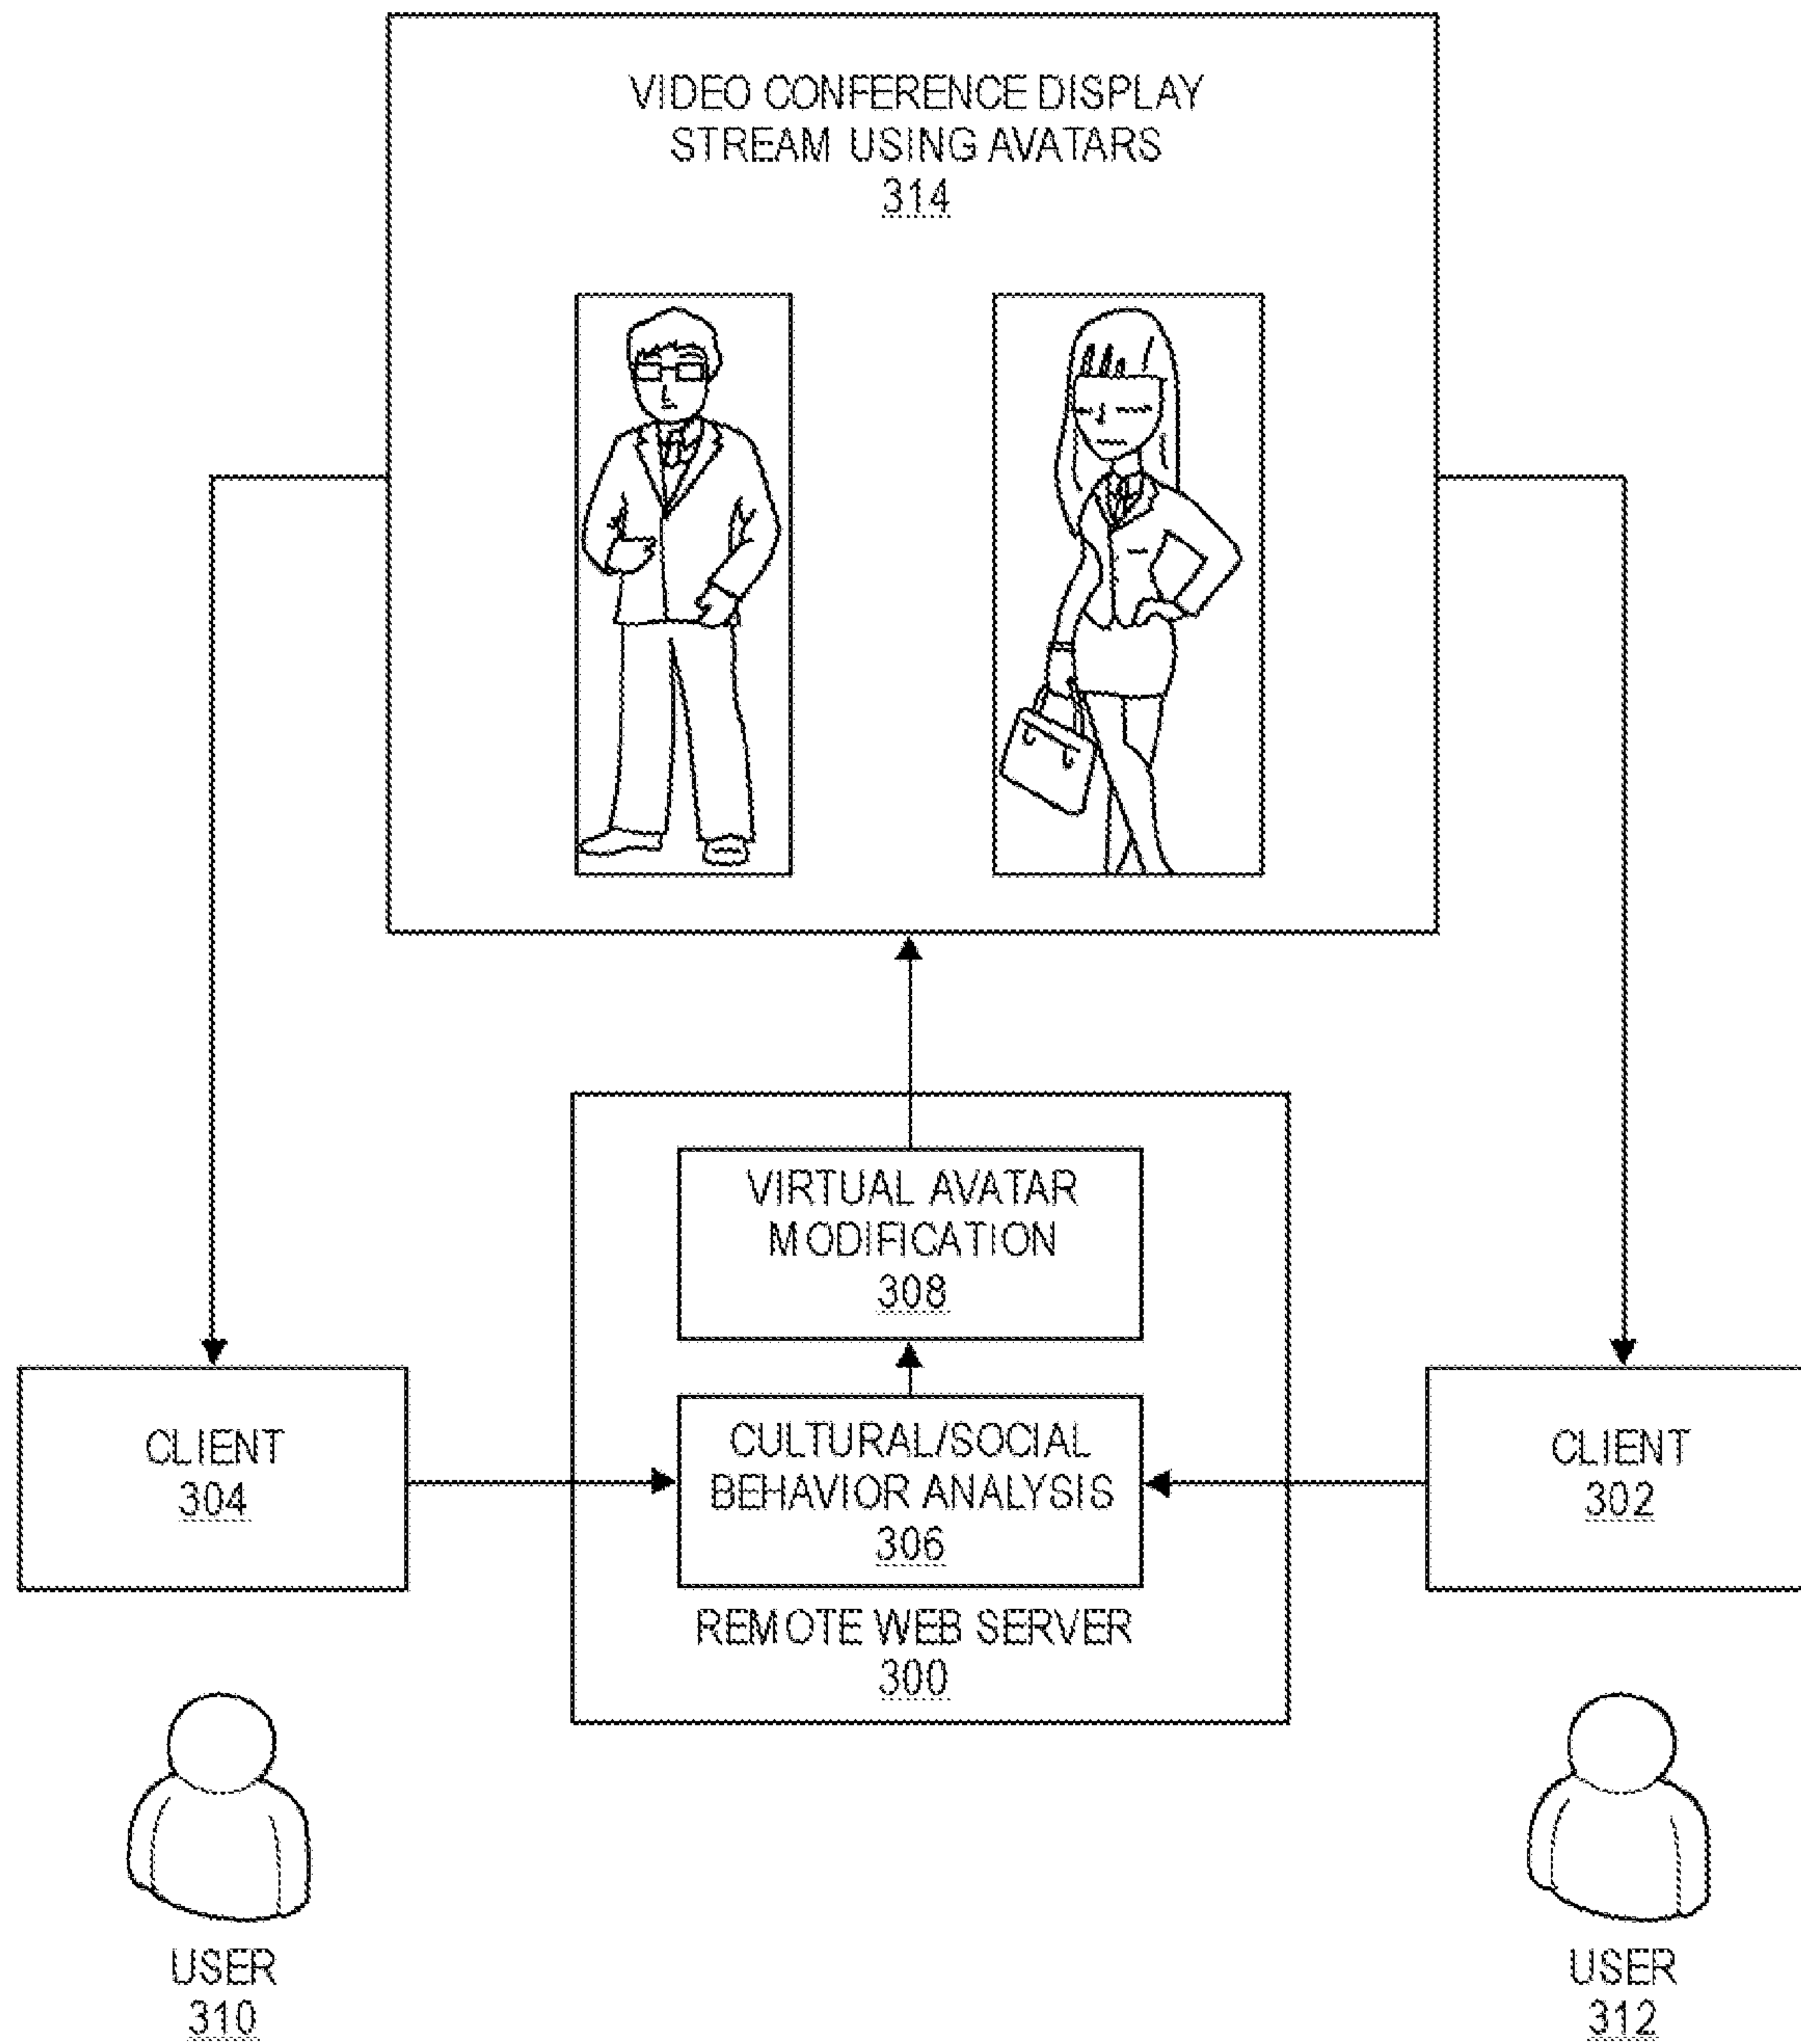 VIDEO CONFERENCE DISPLAY
STREAM USING AVATARS
314
VIRTUAL AVATAR
MODIFICATION
308
CLIENT
304
CULTURAL/SOCIAL
BEHAVIOR ANALYSIS
306
CLIENT
302
REMOTE WEB SERVER
300
USER
310
USER
312